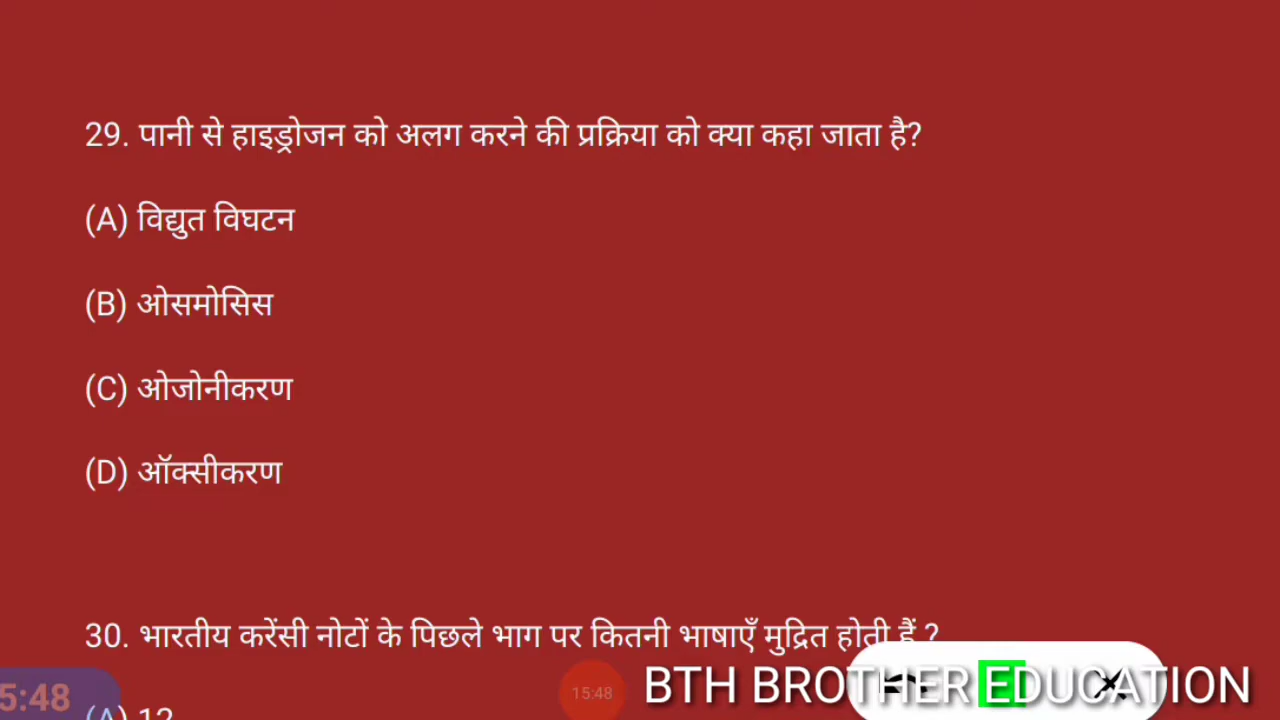 29. पानी से हाइड्रोजन को अलग करने की प्रक्रिया को क्या कहा जाता है?
(A) विद्युत विघटन
(B) ओसमोसिस
(C) ओजोनीकरण
(D) ऑक्सीकरण
30. भारतीय करेंसी नोटों के पिछले भाग पर कितनी भाषाएँ मुद्रित होती हैं ?
5:48
15:48
BTH BROTHER EDUCATION
(A) 12